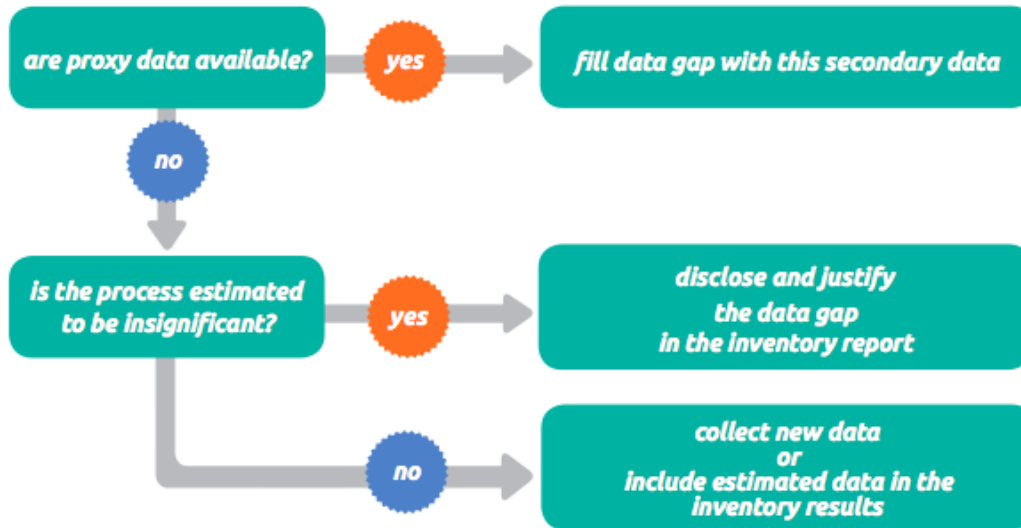 are proxy data available?
yes
fill data gap with this secondary data
no
is the process estimated
to be insignificant?
yes
disclose and justify
the data gap
in the inventory report
no
collect new data
or
include estimated data in the
inventory results